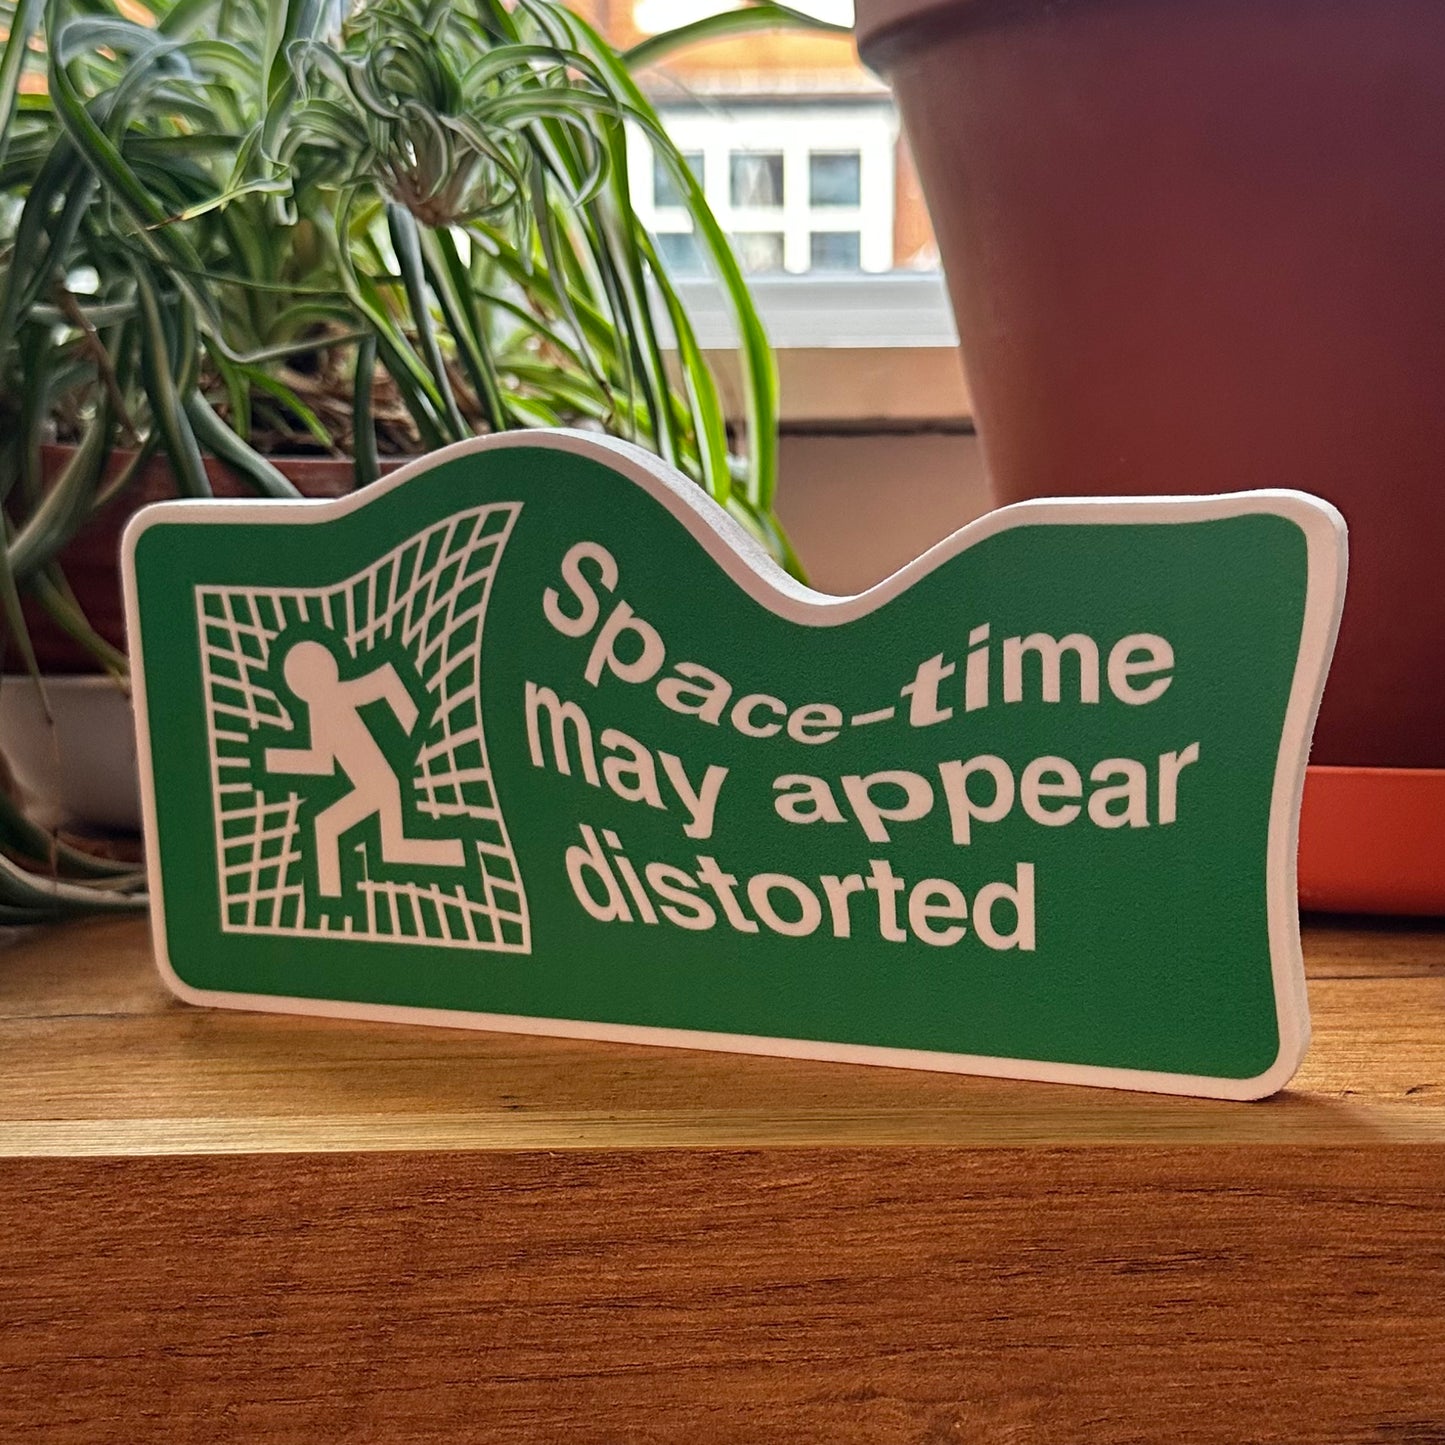 Space-time
may appear
distorted